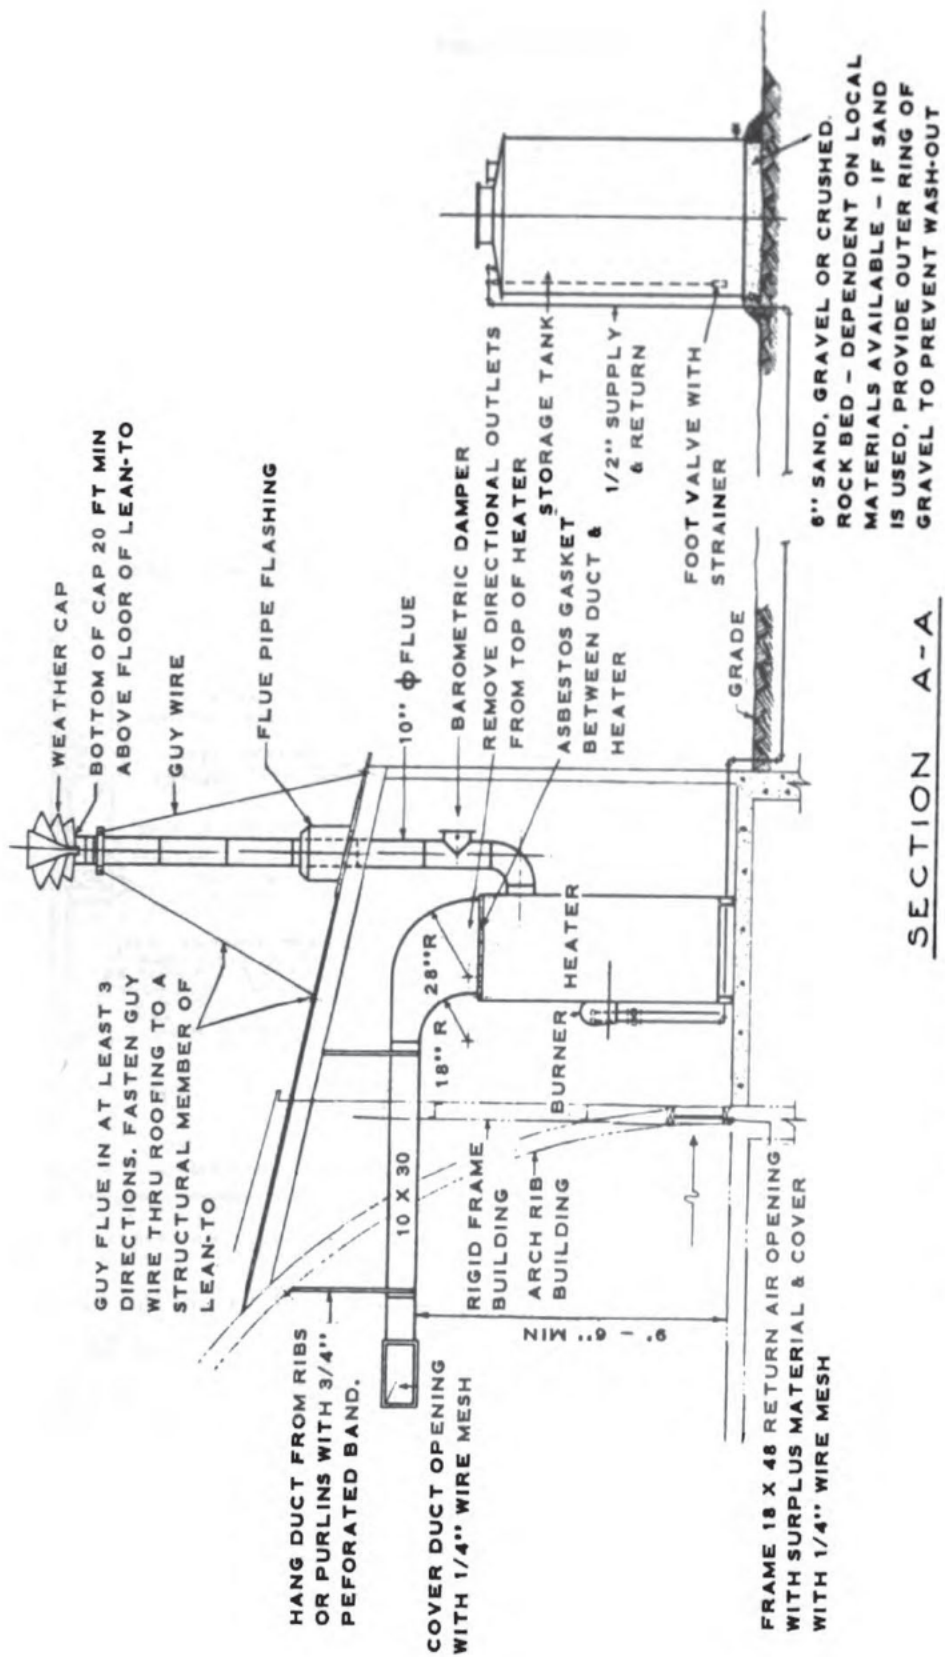 WEATHER CAP
BOTTOM OF CAP 20 FT MIN
ABOVE FLOOR OF LEAN-TO
GUY WIRE
FLUE PIPE FLASHING
GUY FLUE IN AT LEAST 3
DIRECTIONS. FASTEN GUY
WIRE THRU ROOFING TO A
STRUCTURAL MEMBER OF
LEAN-TO
10" ϕ FLUE
BAROMETRIC DAMPER
REMOVE DIRECTIONAL OUTLETS
FROM TOP OF HEATER
STORAGE TANK
ASBESTOS GASKET
BETWEEN DUCT &
HEATER
1/2" SUPPLY
& RETURN
FOOT VALVE WITH
STRAINER
GRADE
6" SAND, GRAVEL OR CRUSHED.
ROCK BED - DEPENDENT ON LOCAL
MATERIALS AVAILABLE - IF SAND
IS USED, PROVIDE OUTER RING OF
GRAVEL TO PREVENT WASH-OUT
HANG DUCT FROM RIBS
OR PURLINS WITH 3/4"
PEFORATED BAND.
COVER DUCT OPENING
WITH 1/4" WIRE MESH
10 X 30
18" R
28" R
HEATER
BURNER
RIGID FRAME
BUILDING
ARCH RIB
BUILDING
9' - 6" MIN
FRAME 18 X 48 RETURN AIR OPENING
WITH SURPLUS MATERIAL & COVER
WITH 1/4" WIRE MESH
SECTION A-A